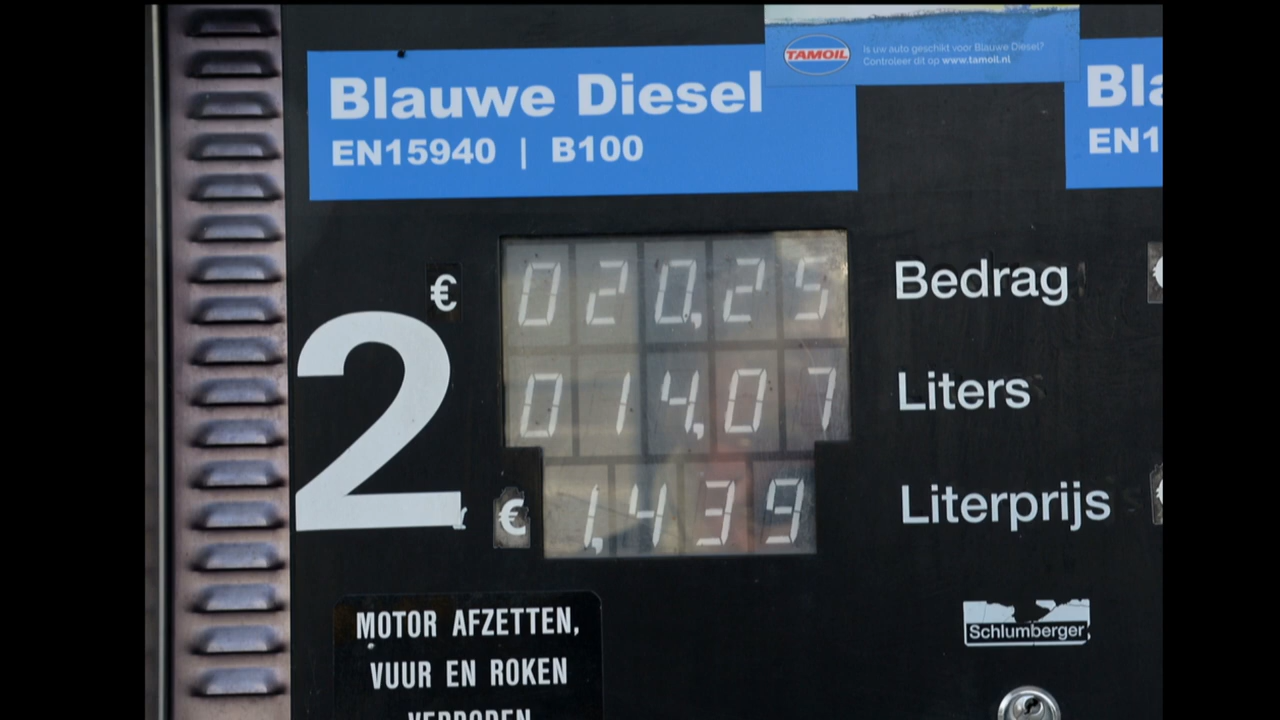 TAMOIL
Is uw auto geschikt voor Blauwe Diesel?
Controleer dit op www.tamoil.nl
Blauwe Diesel
EN15940 | B100
Bla
EN1
€ 020,25 Bedrag €
2
014,07 Liters
€ 1,439 Literprijs €
Schlumberger
MOTOR AFZETTEN,
VUUR EN ROKEN
VERBODEN